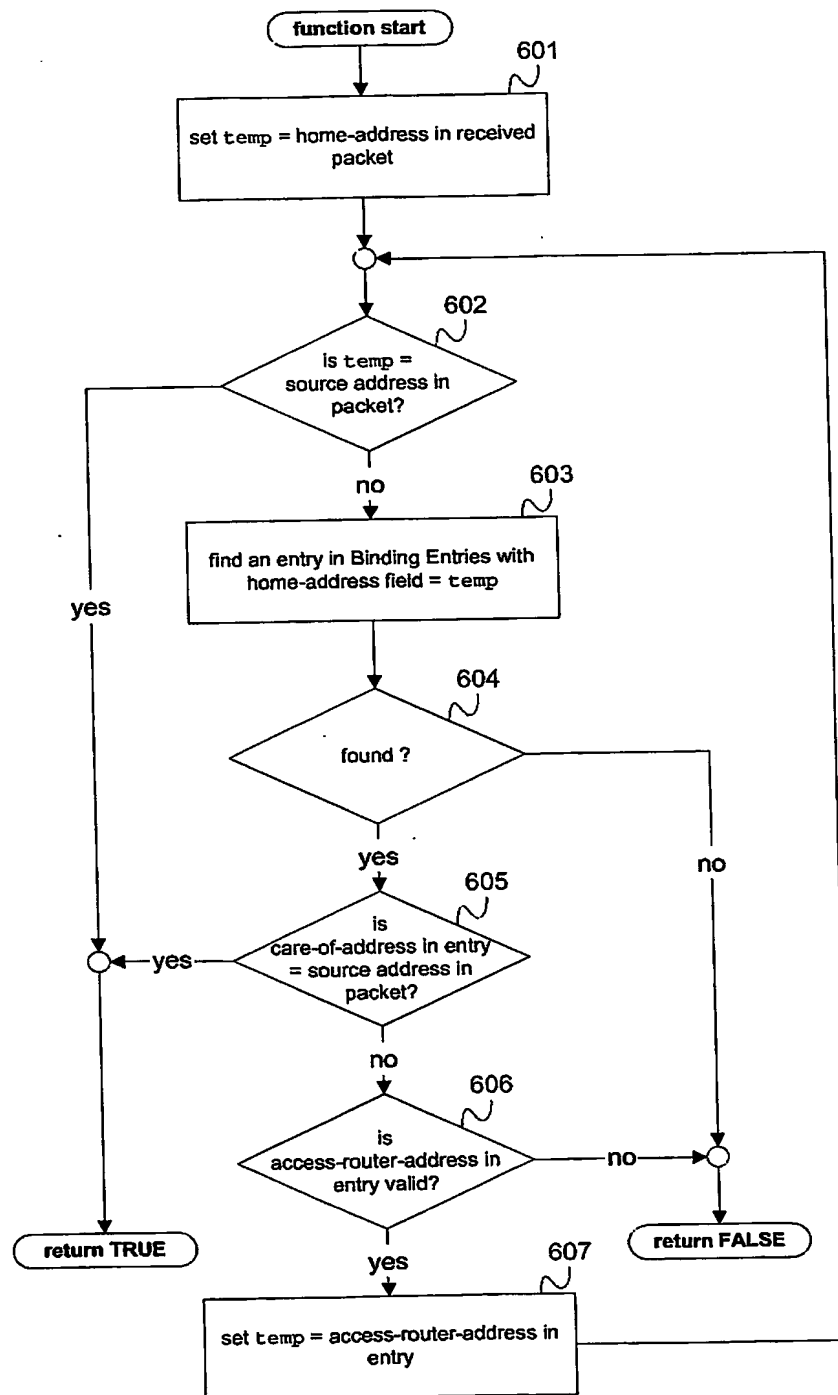 function start
601
set temp = home-address in received
packet
602
is temp =
source address in
packet?
no
603
find an entry in Binding Entries with
home-address field = temp
yes
604
found ?
yes
no
605
is
care-of-address in entry
= source address in
packet?
yes
no
606
is
access-router-address in
entry valid?
no
return TRUE
return FALSE
yes
607
set temp = access-router-address in
entry